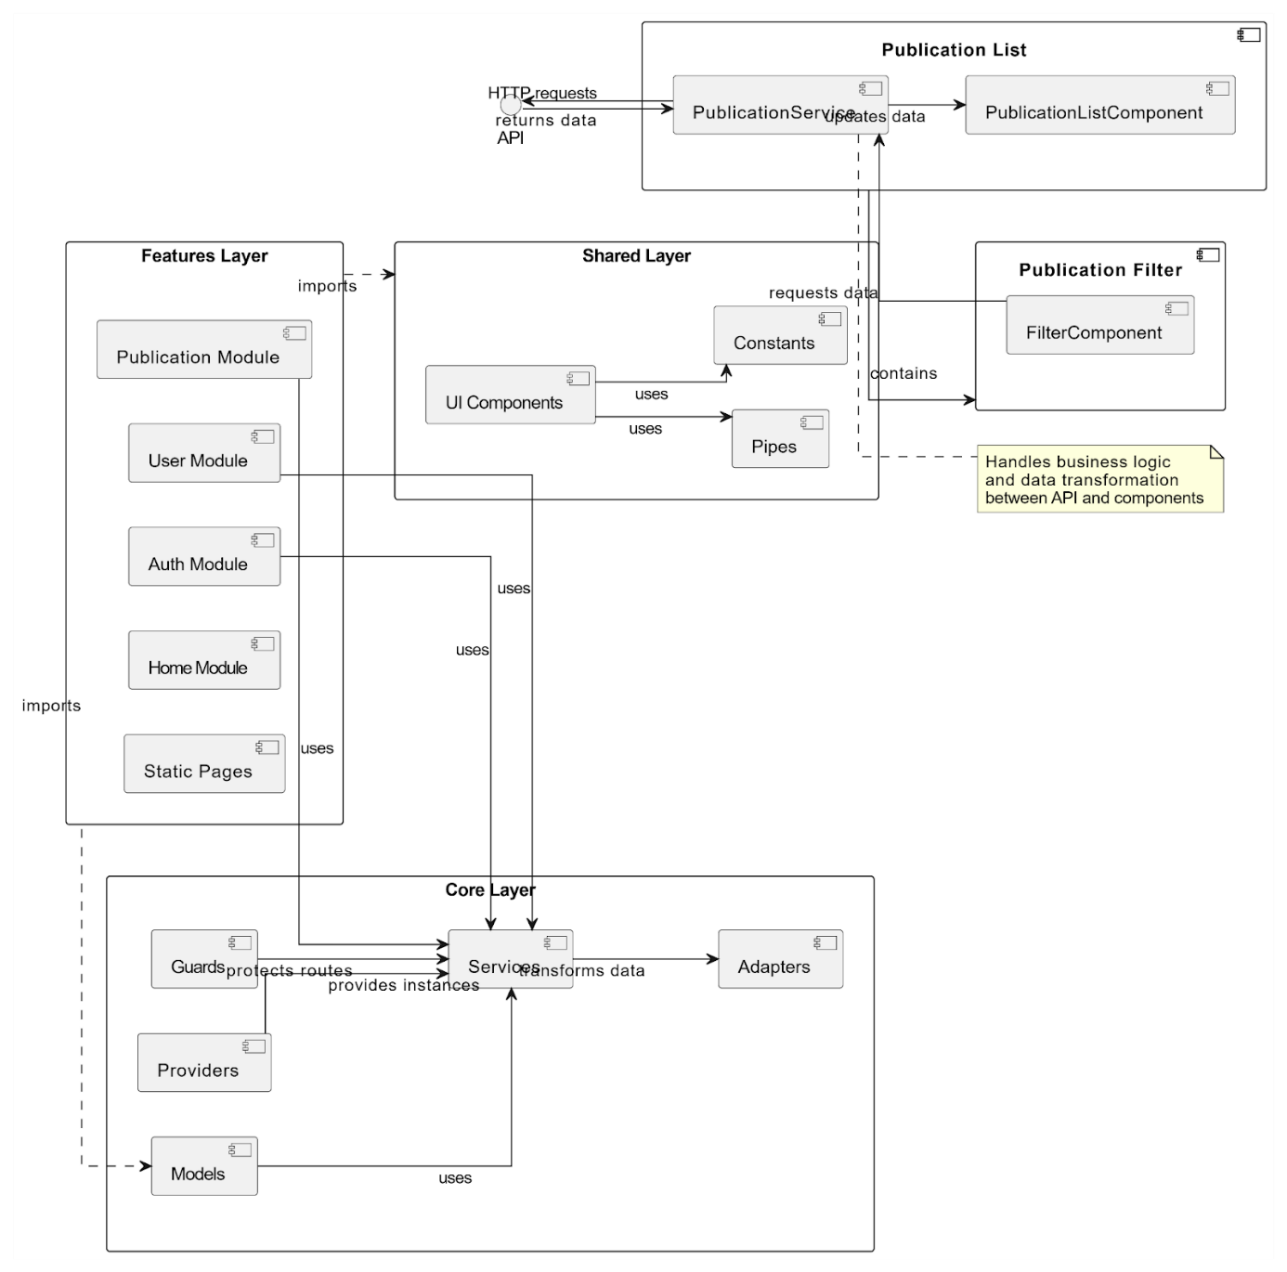 Publication List
HTTP requests
PublicationService
updates data
PublicationListComponent
returns data
API
Features Layer
imports
Shared Layer
Publication Filter
requests data
Publication Module
Constants
FilterComponent
UI Components
uses
uses
Pipes
contains
User Module
Handles business logic
and data transformation
between API and components
Auth Module
uses
uses
Home Module
imports
uses
Static Pages
Core Layer
Guards
protects routes
provides instances
Services
transforms data
Adapters
Providers
Models
uses